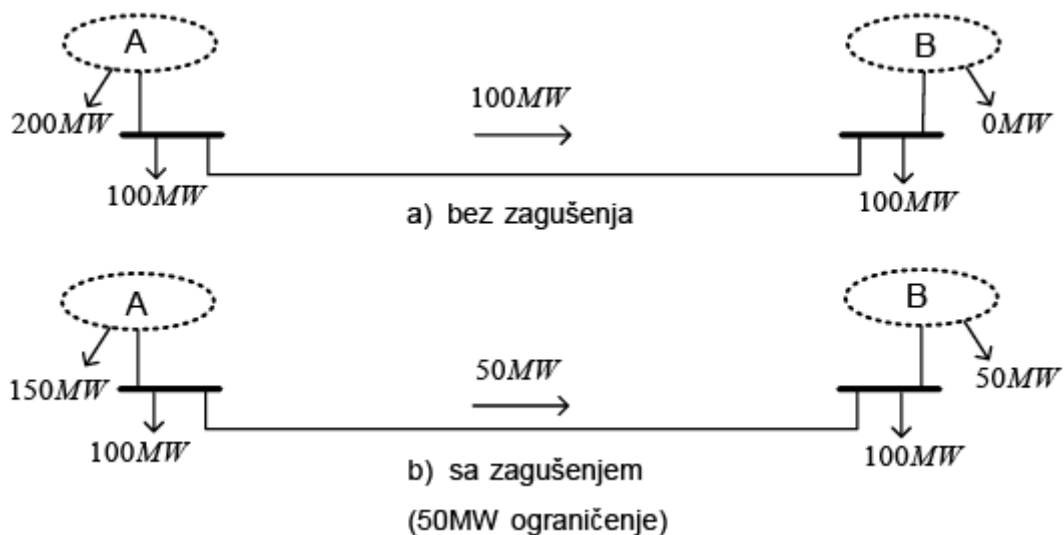 A
B
200MW
100MW
0MW
100MW
100MW
a) bez zagušenja
A
B
150MW
50MW
50MW
100MW
100MW
b) sa zagušenjem
(50MW ograničenje)